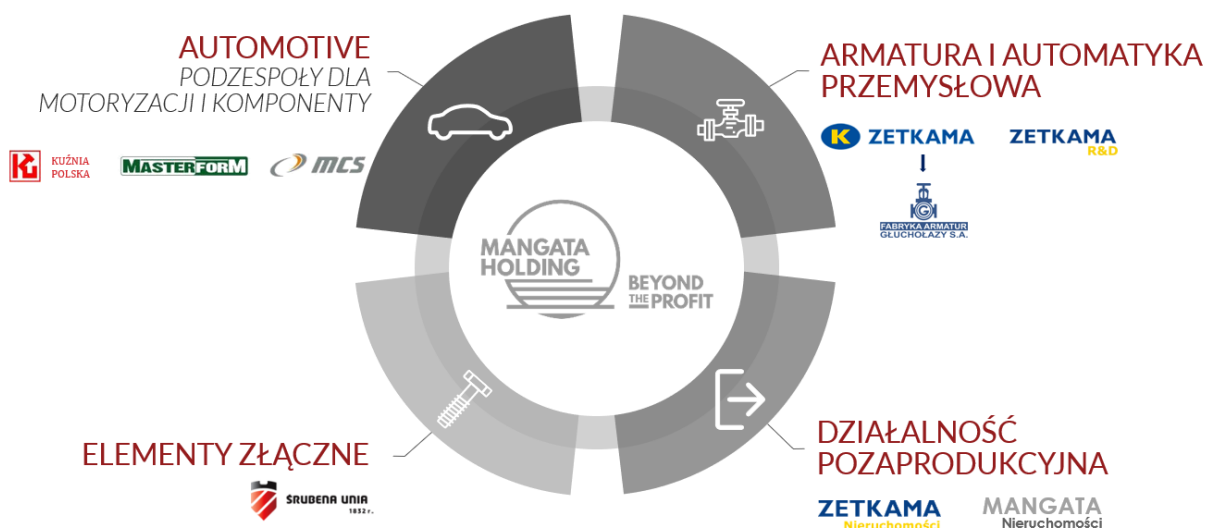 AUTOMOTIVE
PODZESPOŁY DLA
MOTORYZACJI I KOMPONENTY
KUŹNIA
POLSKA
MASTERFORM
MCS
ARMATURA I AUTOMATYKA
PRZEMYSŁOWA
K ZETKAMA
ZETKAMA
R&D
G
FABRYKA ARMATUR
GŁUCHOŁAZY S.A.
MANGATA
HOLDING
BEYOND
THE PROFIT
ELEMENTY ZŁĄCZNE
ŚRUBENA UNIA
1832 r.
DZIAŁALNOŚĆ
POZAPRODUKCYJNA
ZETKAMA
Nieruchomości
MANGATA
Nieruchomości